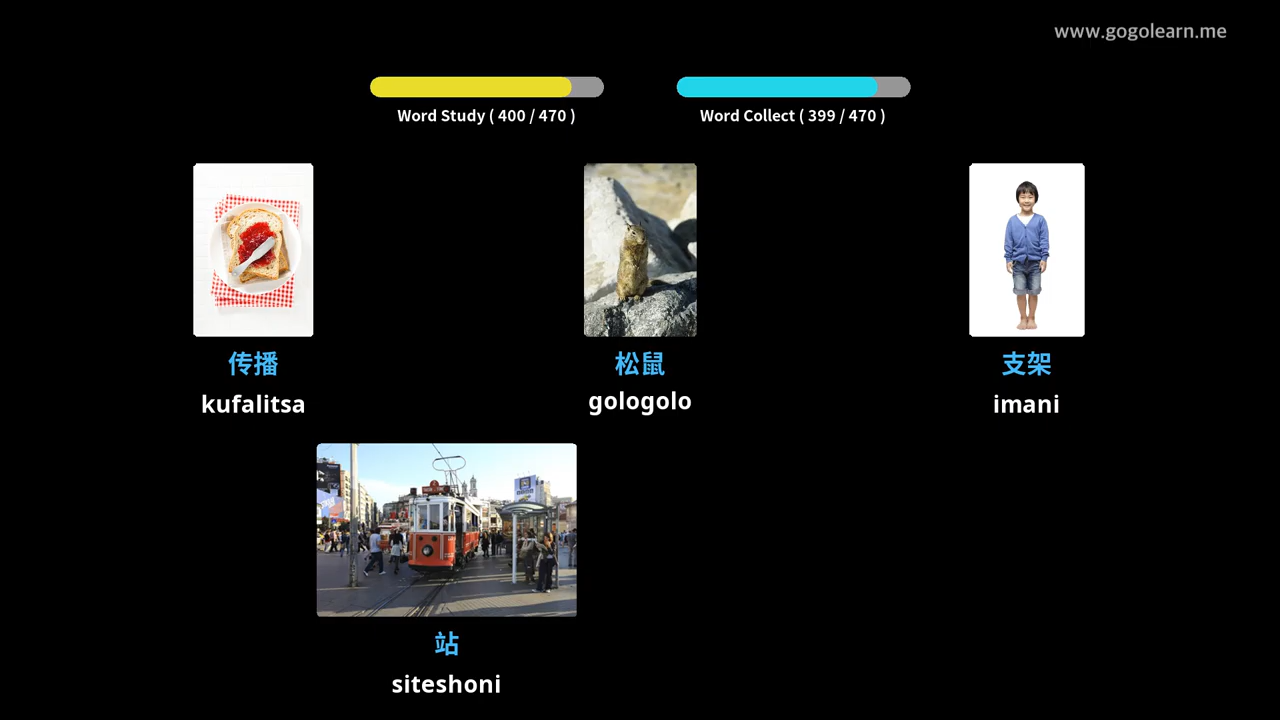 www.gogolearn.me
Word Study ( 400 / 470 )
Word Collect ( 399 / 470 )
传播
kufalitsa
松鼠
gologolo
支架
imani
站
siteshoni